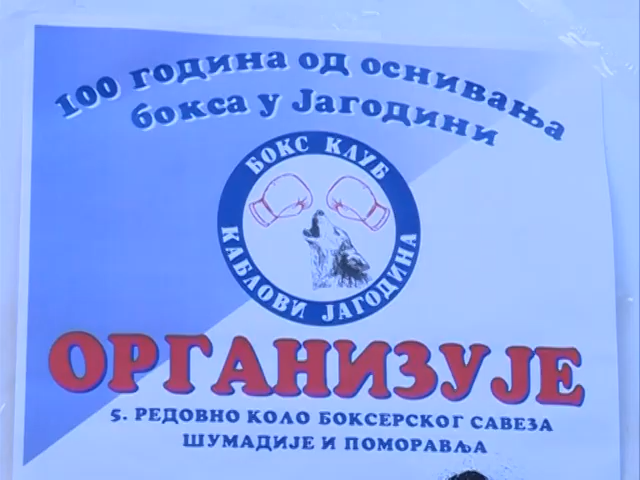 100 година од оснивања
бокса у Јагодини
БОКС КЛУБ
КАБЛОВИ ЈАГОДИНА
ОРГАНИЗУЈЕ
5. РЕДОВНО КОЛО БОКСЕРСКОГ САВЕЗА
ШУМАДИЈЕ И ПОМОРАВЉА